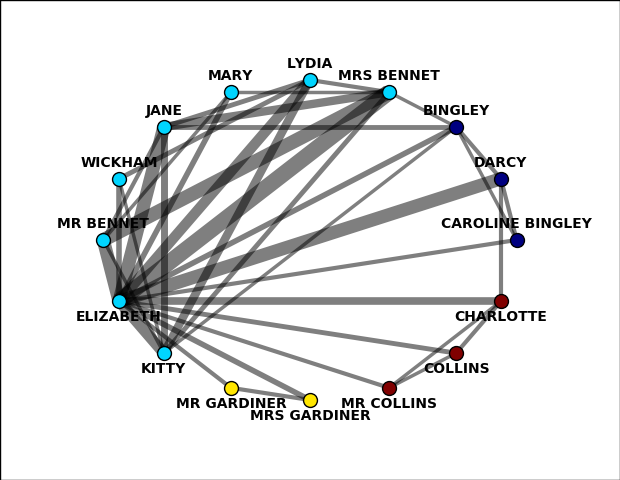 LYDIA
MARY
MRS BENNET
JANE
BINGLEY
WICKHAM
DARCY
MR BENNET
CAROLINE BINGLEY
ELIZABETH
CHARLOTTE
KITTY
COLLINS
MR GARDINER
MR COLLINS
MRS GARDINER